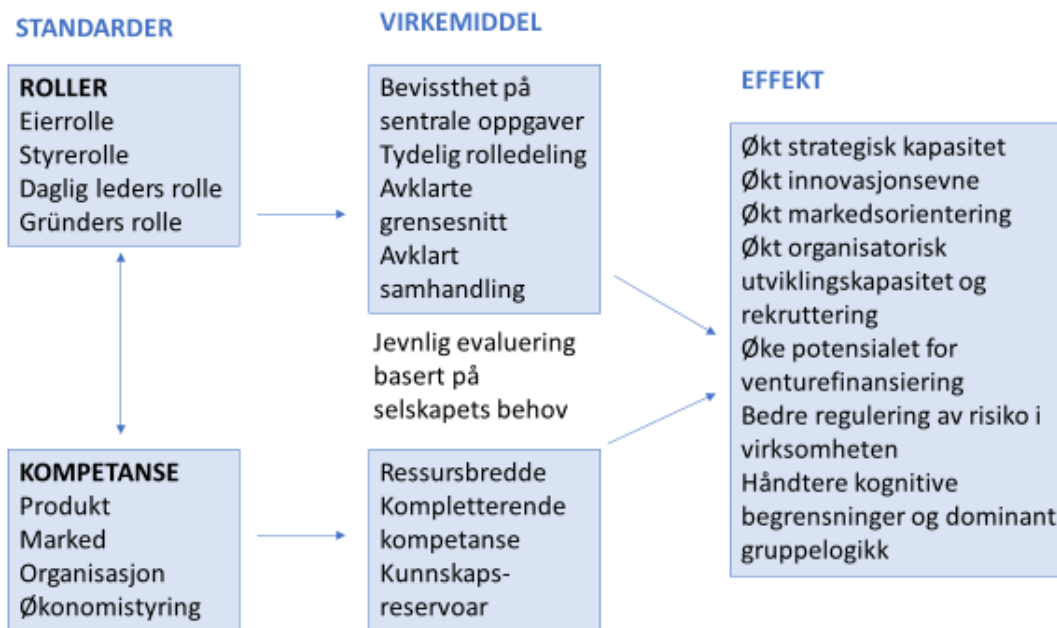 STANDARDER
ROLLER
Eierrolle
Styrerolle
Daglig leders rolle
Gründers rolle
KOMPETANSE
Produkt
Marked
Organisasjon
Økonomistyring
VIRKEMIDDEL
Bevissthet på
sentrale oppgaver
Tydelig rolledeling
Avklarte
grensesnitt
Avklart
samhandling
Jevnlig evaluering
basert på
selskapets behov
Ressursbredde
Kompletterende
kompetanse
Kunnskaps-
reservoar
EFFEKT
Økt strategisk kapasitet
Økt innovasjonsevne
Økt markedsorientering
Økt organisatorisk
utviklingskapasitet og
rekruttering
Øke potensialet for
venturefinansiering
Bedre regulering av risiko i
virksomheten
Håndtere kognitive
begrensninger og dominant
gruppelogikk